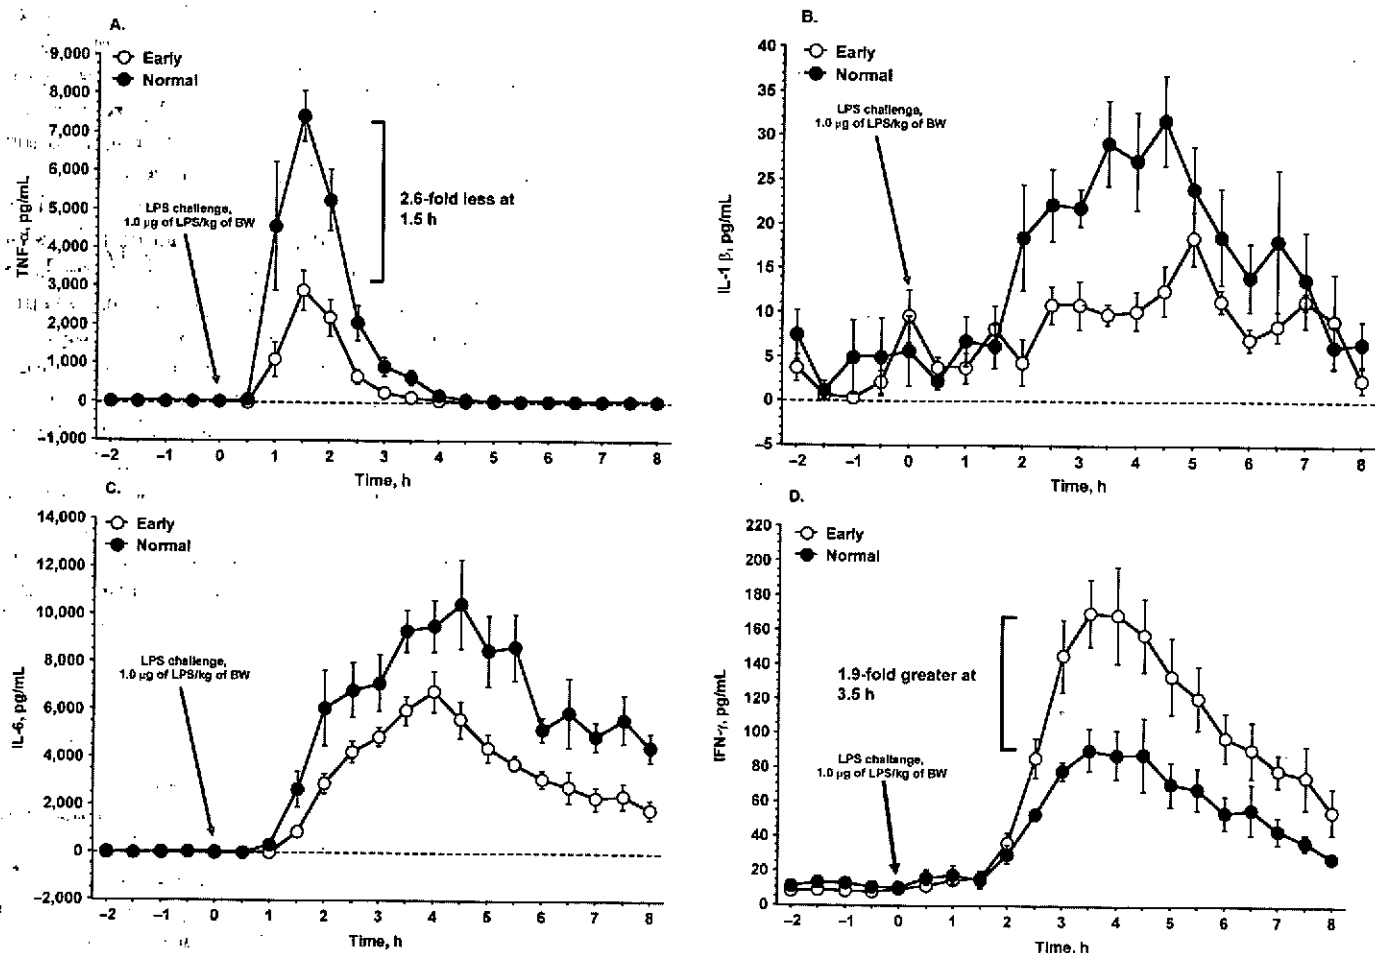 A.
9,000
Early
Normal
8,000
7,000
6,000
5,000
4,000
3,000
2,000
1,000
0
–1,000
TNF-α, pg/mL
LPS challenge,
1.0 µg of LPS/kg of BW
2.6-fold less at
1.5 h
–2 –1 0 1 2 3 4 5 6 7 8
Time, h
B.
40
Early
Normal
35
30
25
20
15
10
5
0
–5
IL-1 β, pg/mL
LPS challenge,
1.0 µg of LPS/kg of BW
–2 –1 0 1 2 3 4 5 6 7 8
Time, h
C.
14,000
Early
Normal
12,000
10,000
8,000
6,000
4,000
2,000
0
–2,000
IL-6, pg/mL
LPS challenge,
1.0 µg of LPS/kg of BW
–2 –1 0 1 2 3 4 5 6 7 8
Time, h
D.
220
Early
Normal
200
180
160
140
120
100
80
60
40
20
0
IFN-γ, pg/mL
1.9-fold greater at
3.5 h
LPS challenge,
1.0 µg of LPS/kg of BW
–2 –1 0 1 2 3 4 5 6 7 8
Time, h